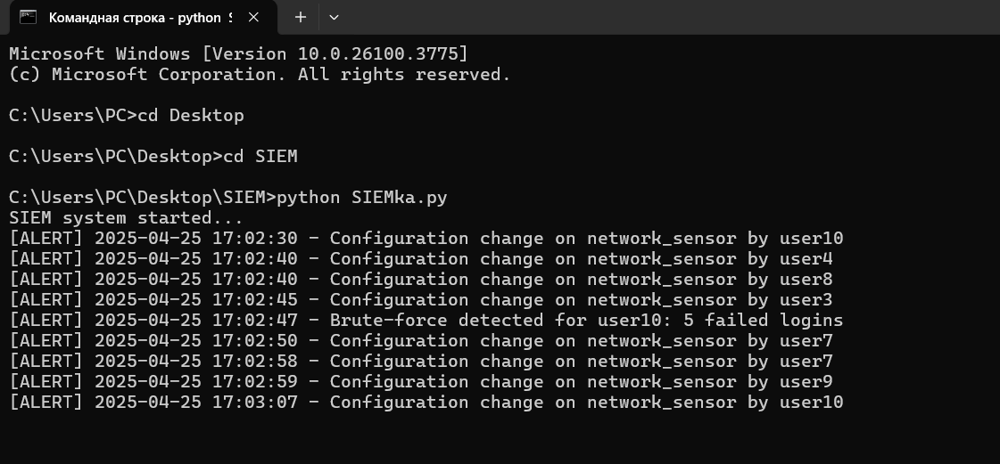 Командная строка - python S
Microsoft Windows [Version 10.0.26100.3775]
(c) Microsoft Corporation. All rights reserved.
C:\Users\PC>cd Desktop
C:\Users\PC\Desktop>cd SIEM
C:\Users\PC\Desktop\SIEM>python SIEMka.py
SIEM system started...
[ALERT] 2025-04-25 17:02:30 - Configuration change on network_sensor by user10
[ALERT] 2025-04-25 17:02:40 - Configuration change on network_sensor by user4
[ALERT] 2025-04-25 17:02:40 - Configuration change on network_sensor by user8
[ALERT] 2025-04-25 17:02:45 - Configuration change on network_sensor by user3
[ALERT] 2025-04-25 17:02:47 - Brute-force detected for user10: 5 failed logins
[ALERT] 2025-04-25 17:02:50 - Configuration change on network_sensor by user7
[ALERT] 2025-04-25 17:02:58 - Configuration change on network_sensor by user7
[ALERT] 2025-04-25 17:02:59 - Configuration change on network_sensor by user9
[ALERT] 2025-04-25 17:03:07 - Configuration change on network_sensor by user10